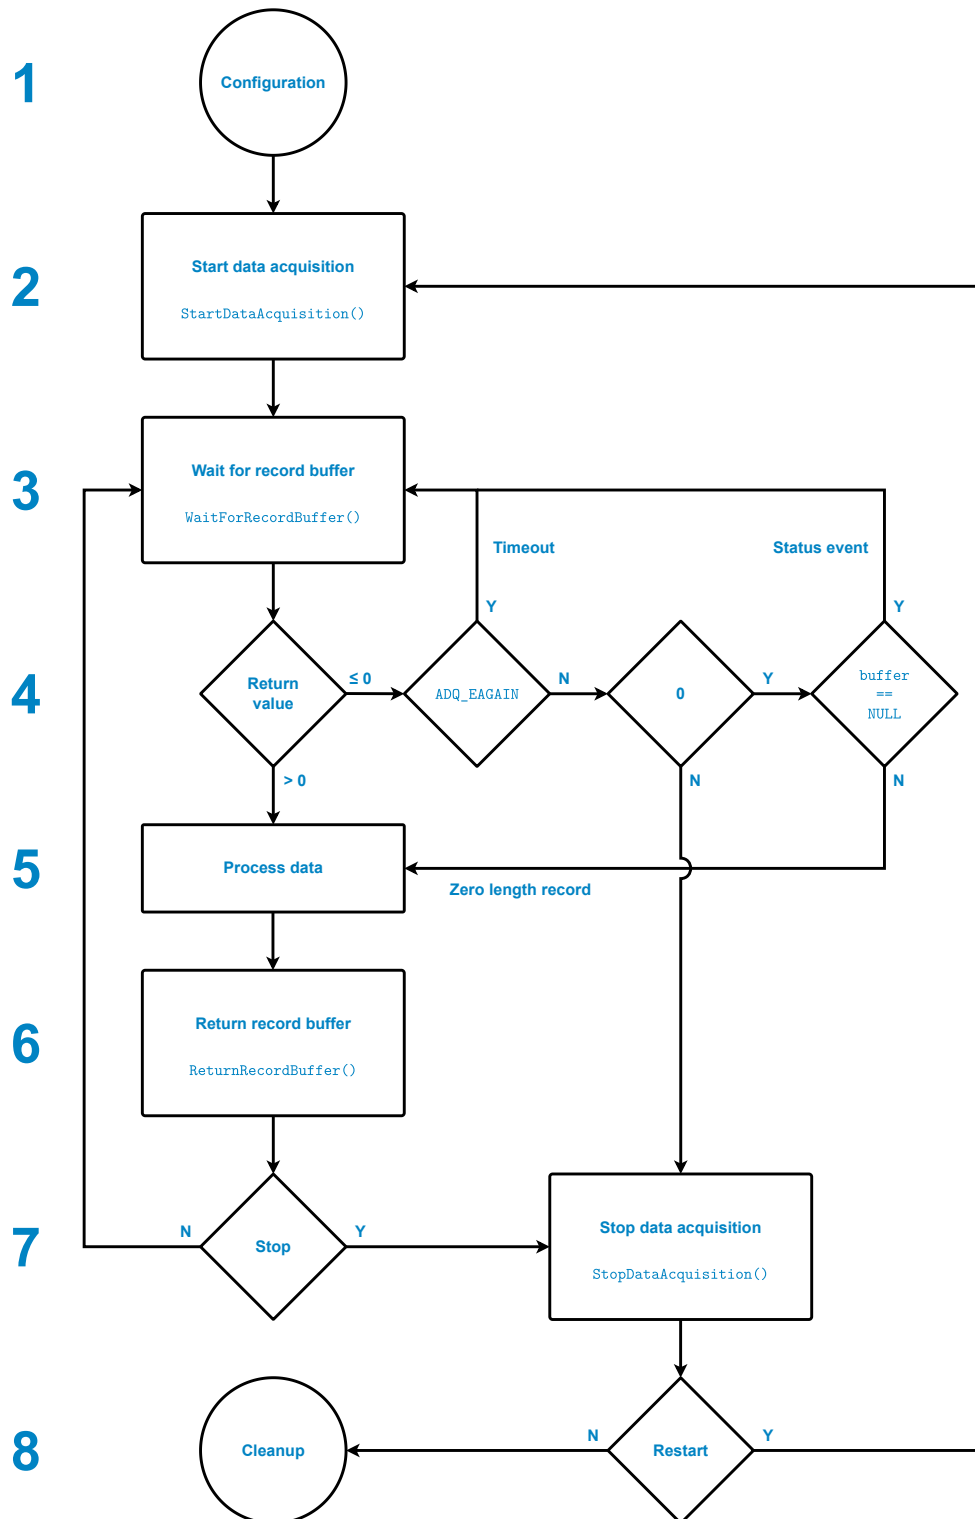 1
Configuration
2
Start data acquisition
StartDataAcquisition()
3
Wait for record buffer
WaitForRecordBuffer()
Timeout
Status event
Y
Y
4
Return
value
≤ 0
ADQ_EAGAIN
N
0
Y
buffer
==
NULL
> 0
N
N
5
Process data
Zero length record
6
Return record buffer
ReturnRecordBuffer()
7
N
Stop
Y
Stop data acquisition
StopDataAcquisition()
8
Cleanup
N
Restart
Y